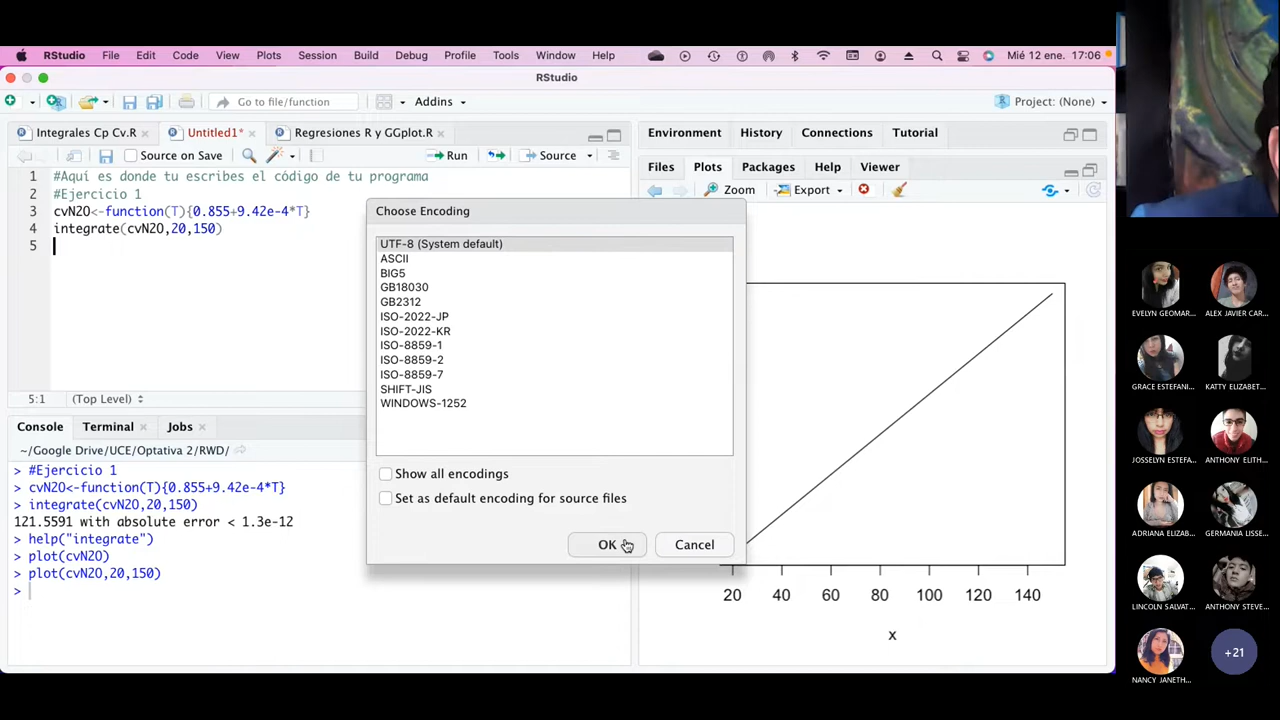 RStudio File Edit Code View Plots Session Build Debug Profile Tools Window Help Mié 12 ene. 17:06
RStudio
Go to file/function Addins Project: (None)
Integrales Cp Cv.R Untitled1* Regresiones R y GGplot.R
Source on Save Run Source
1 #Aquí es donde tu escribes el código de tu programa
2 #Ejercicio 1
3 cvN2O<-function(T){0.855+9.42e-4*T}
4 integrate(cvN2O,20,150)
5
5:1 (Top Level)
Console Terminal Jobs
~/Google Drive/UCE/Optativa 2/RWD/
> #Ejercicio 1
> cvN2O<-function(T){0.855+9.42e-4*T}
> integrate(cvN2O,20,150)
121.5591 with absolute error < 1.3e-12
> help("integrate")
> plot(cvN2O)
> plot(cvN2O,20,150)
>
Choose Encoding
UTF-8 (System default)
ASCII
BIG5
GB18030
GB2312
ISO-2022-JP
ISO-2022-KR
ISO-8859-1
ISO-8859-2
ISO-8859-7
SHIFT-JIS
WINDOWS-1252
Show all encodings
Set as default encoding for source files
OK Cancel
Environment History Connections Tutorial
Files Plots Packages Help Viewer
Zoom Export
20 40 60 80 100 120 140
x
EVELYN GEOMAR... ALEX JAVIER CAR...
GRACE ESTEFANI... KATTY ELIZABET...
JOSSELYN ESTEFA... ANTHONY ELITH...
ADRIANA ELIZAB... GERMANIA LISSE...
LINCOLN SALVAT... ANTHONY STEVE...
NANCY JANETH... +21